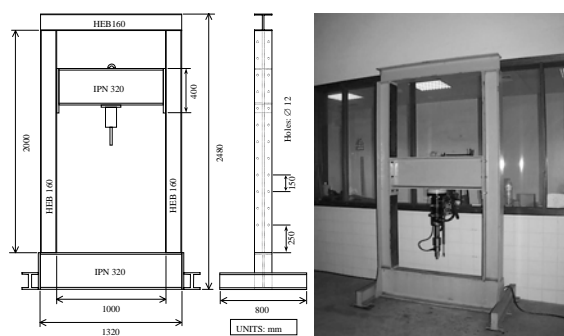 HEB160
IPN 320
400
2000
HEB 160
HEB 160
2480
Holes: Ø 12
150
250
IPN 320
1000
1320
800
UNITS: mm